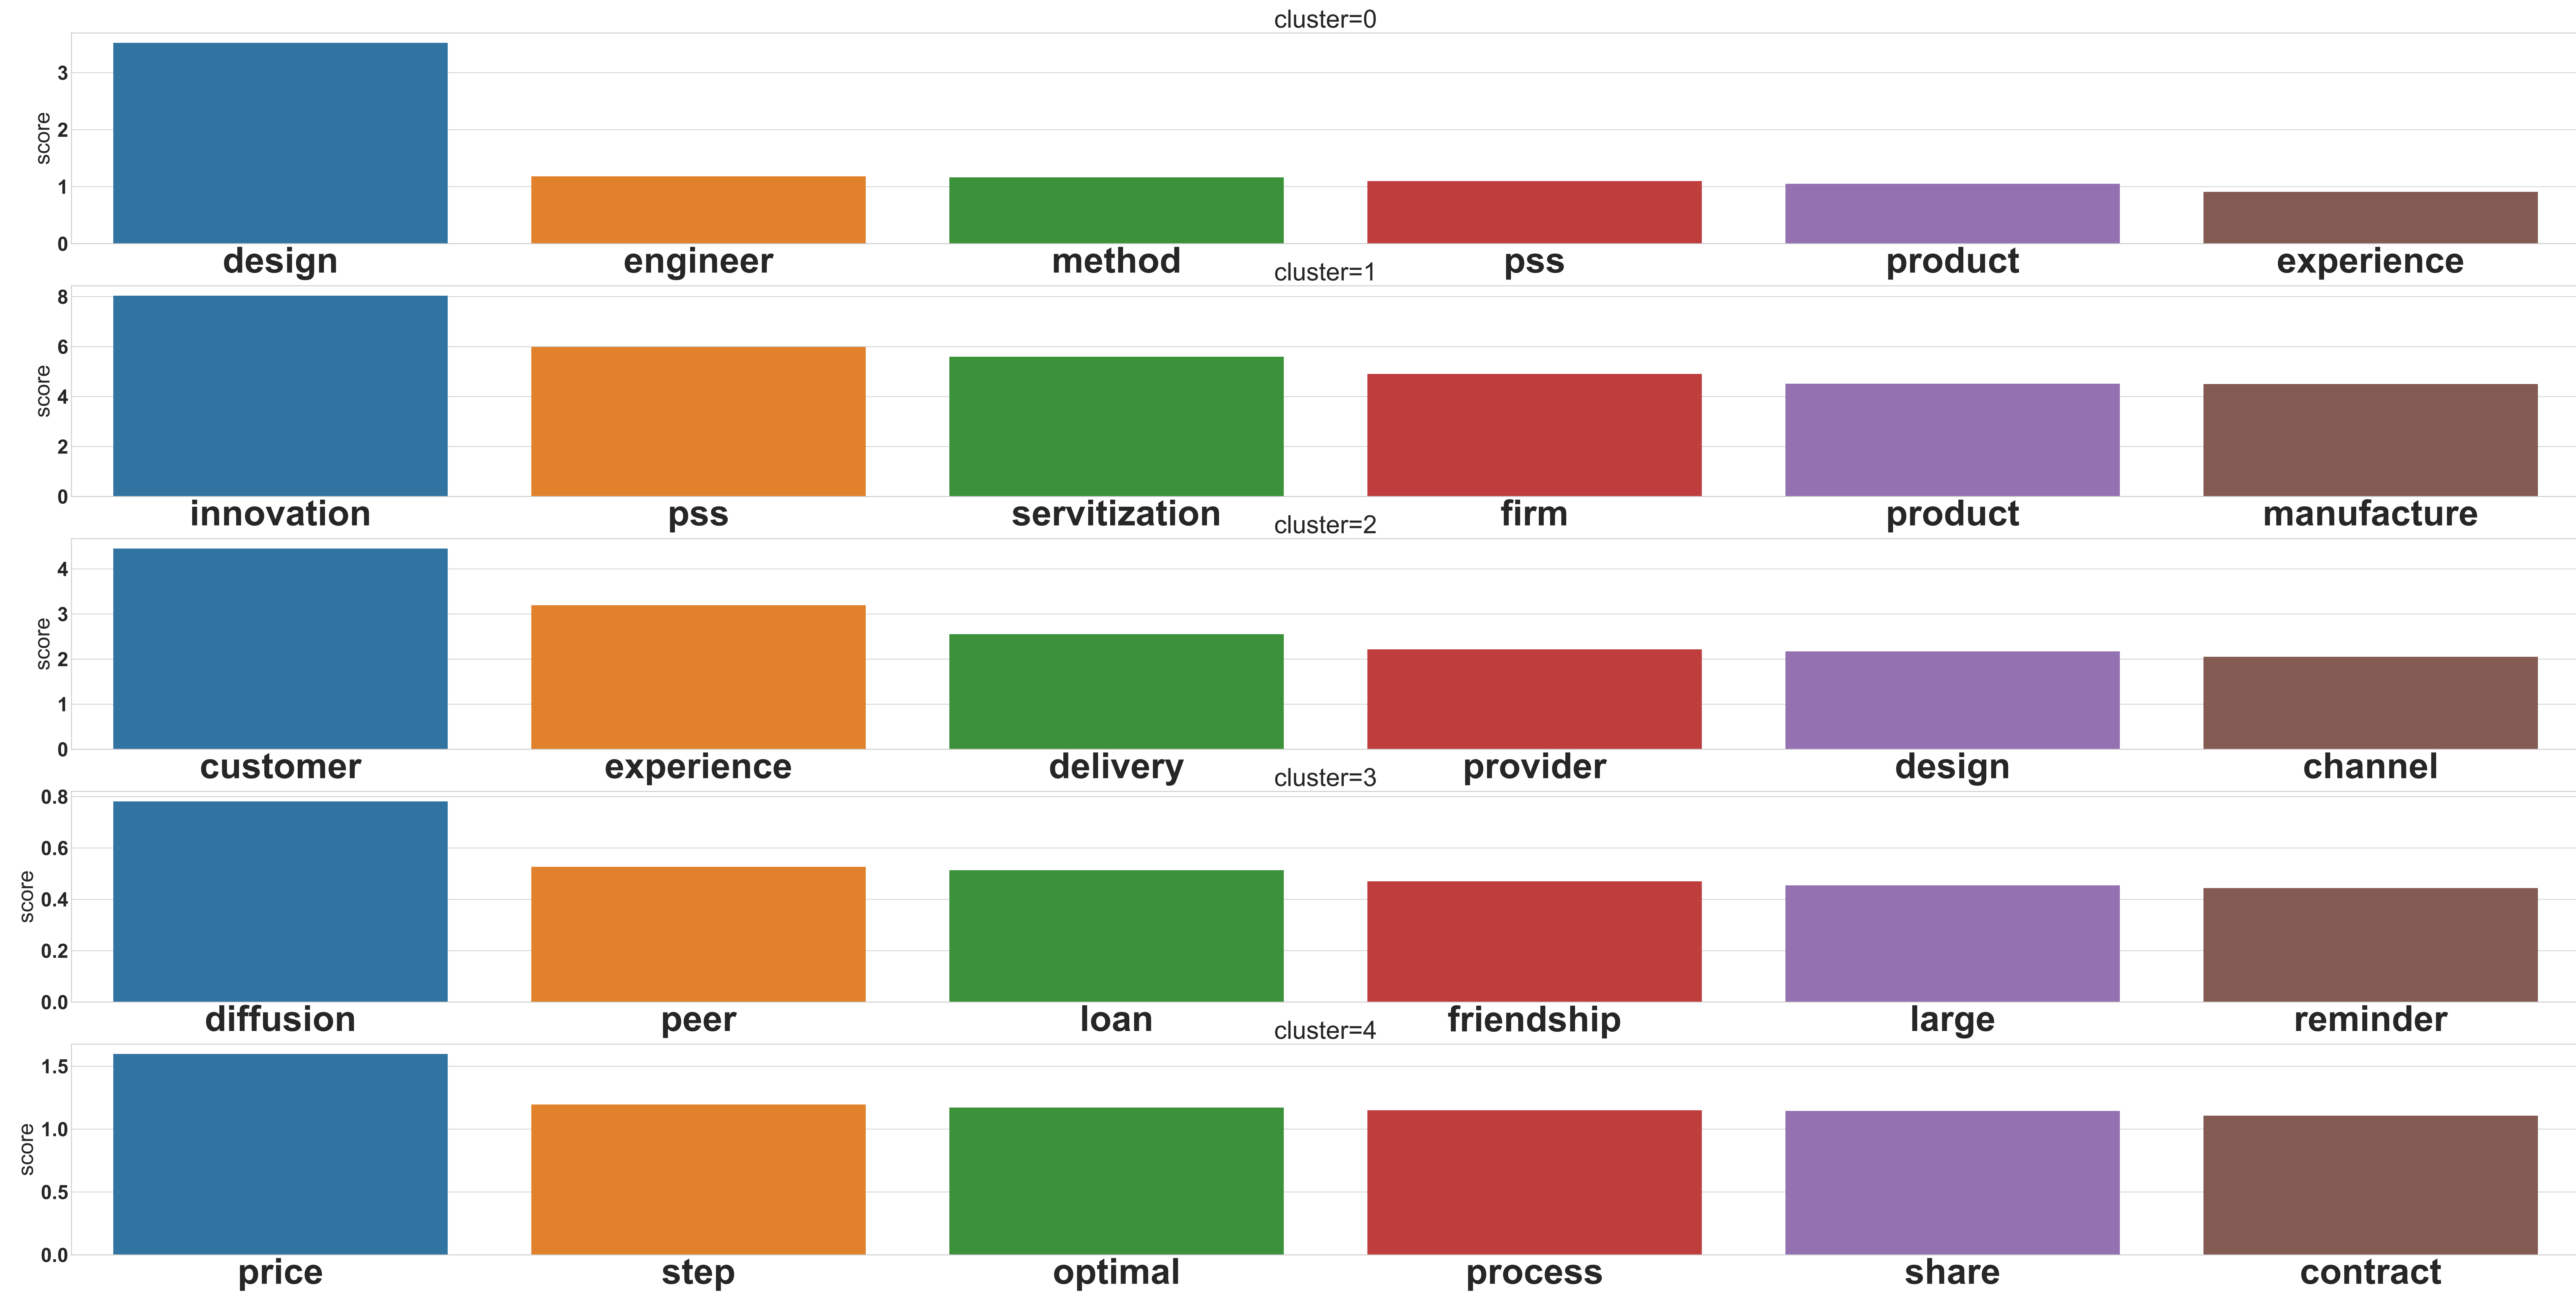 cluster=0
score
3
2
1
0
design engineer method pss product experience
cluster=1
score
8
6
4
2
0
innovation pss servitization firm product manufacture
cluster=2
score
4
3
2
1
0
customer experience delivery provider design channel
cluster=3
score
0.8
0.6
0.4
0.2
0.0
diffusion peer loan friendship large reminder
cluster=4
score
1.5
1.0
0.5
0.0
price step optimal process share contract